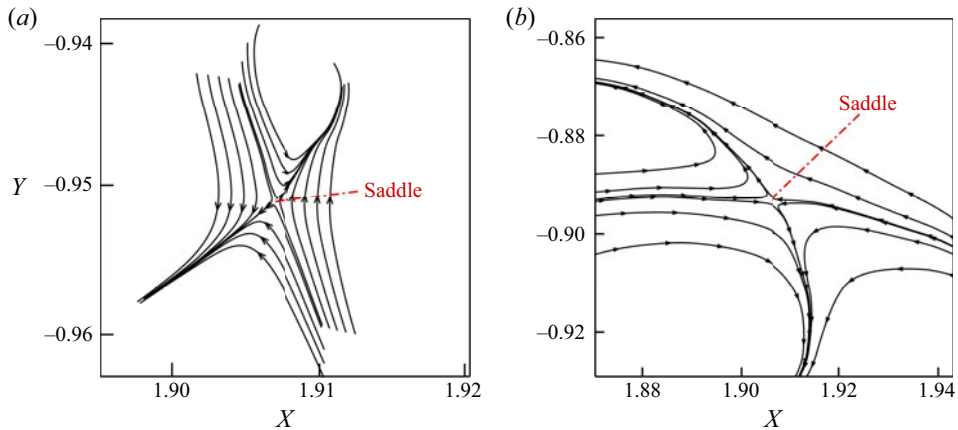 (a)
–0.94
–0.95
–0.96
Y
Saddle
1.90
1.91
1.92
X
(b)
–0.86
–0.88
–0.90
–0.92
Saddle
1.88
1.90
1.92
1.94
X